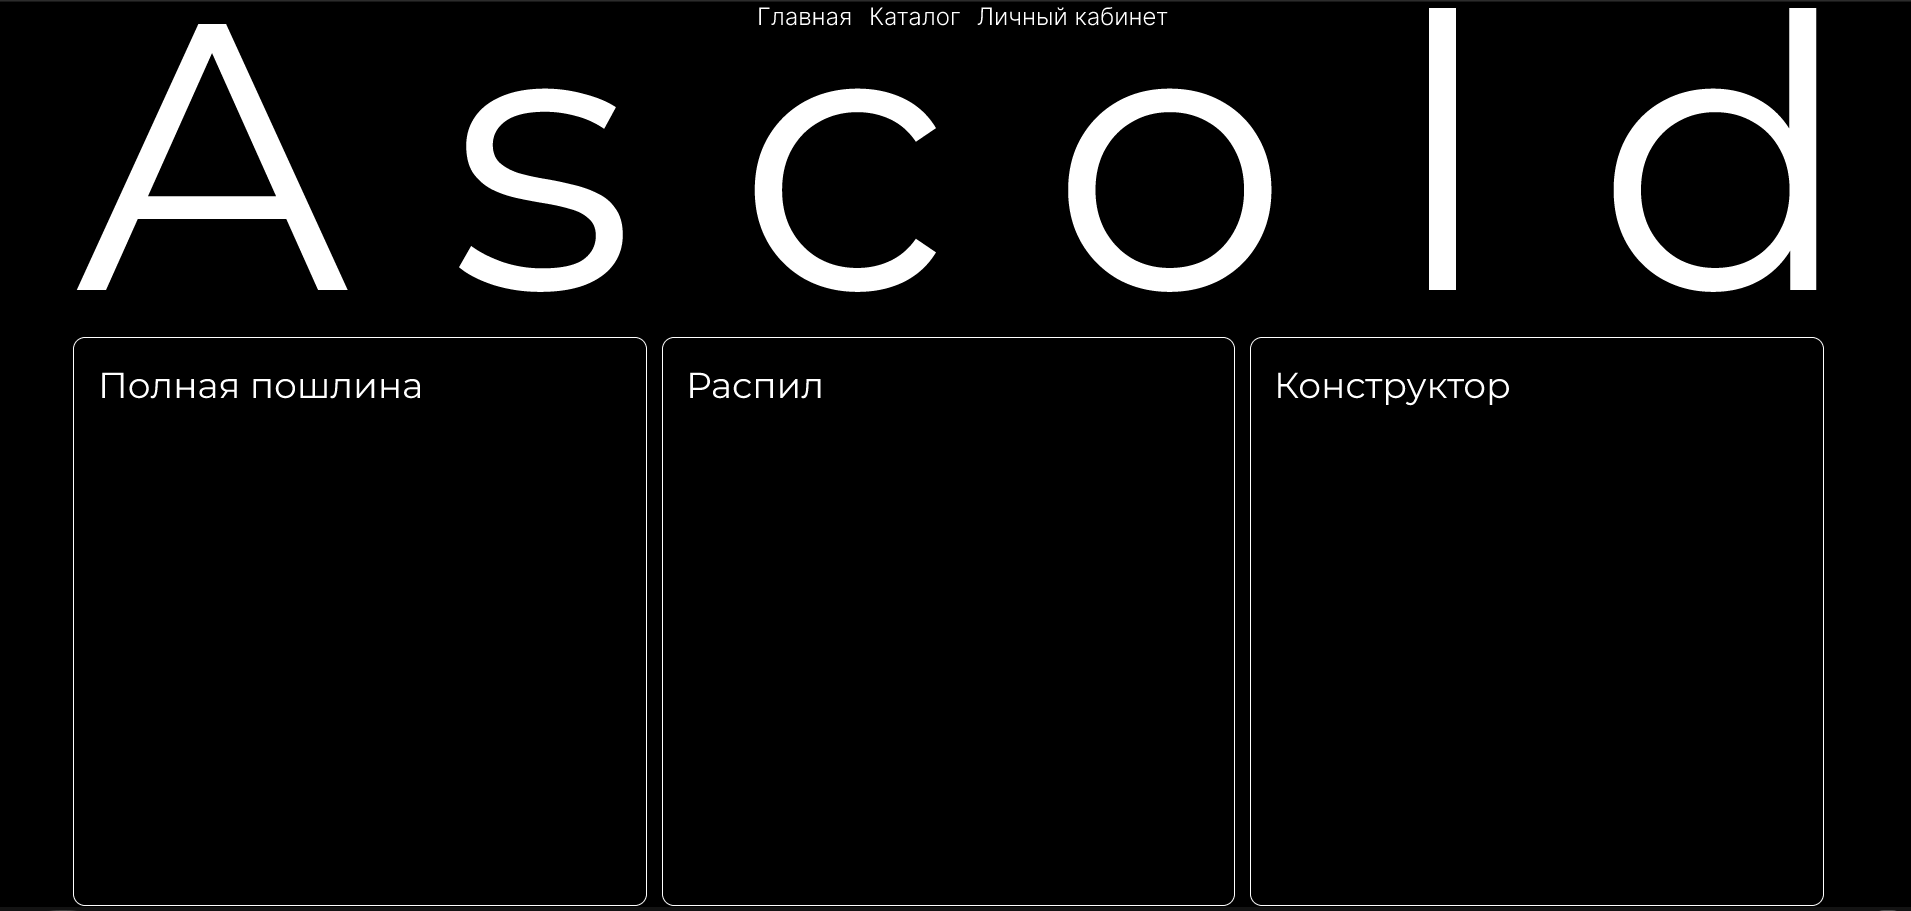 Главная Каталог Личный кабинет
Ascold
Полная пошлина
Распил
Конструктор